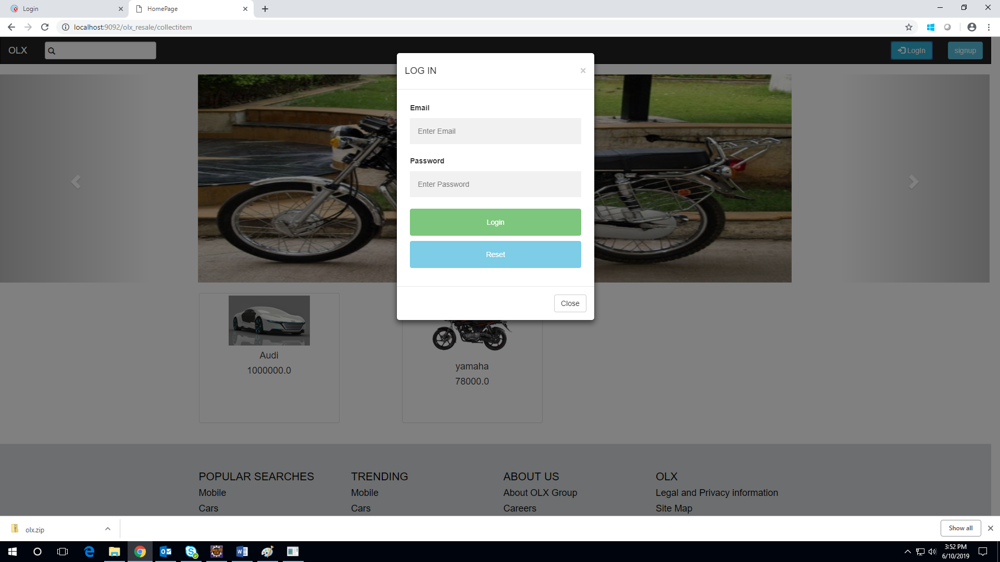 Login
HomePage
localhost:9092/olx_resale/collectitem
OLX
LogIn
signup
LOG IN
×
Email
Enter Email
Password
Enter Password
Login
Reset
Close
Audi
1000000.0
yamaha
78000.0
POPULAR SEARCHES
Mobile
Cars
TRENDING
Mobile
Cars
ABOUT US
About OLX Group
Careers
OLX
Legal and Privacy information
Site Map
olx.zip
Show all
3:52 PM
6/10/2019